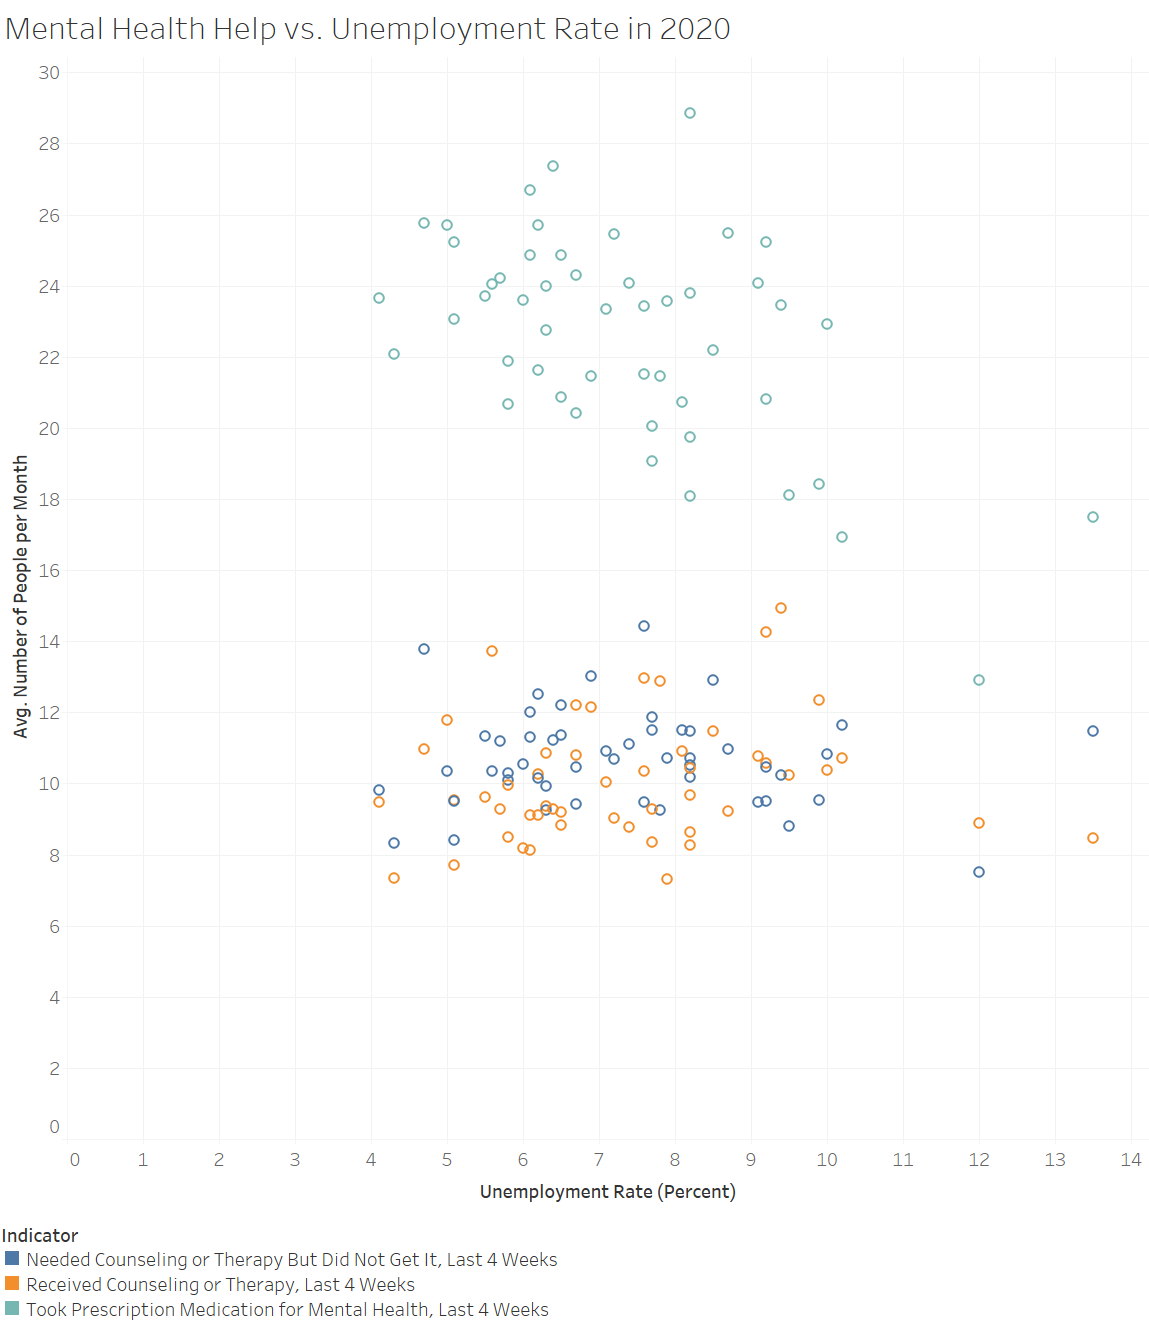 Mental Health Help vs. Unemployment Rate in 2020
30
28
26
24
22
20
18
16
14
12
10
8
6
4
2
0
Avg. Number of People per Month
0 1 2 3 4 5 6 7 8 9 10 11 12 13 14
Unemployment Rate (Percent)
Indicator
Needed Counseling or Therapy But Did Not Get It, Last 4 Weeks
Received Counseling or Therapy, Last 4 Weeks
Took Prescription Medication for Mental Health, Last 4 Weeks